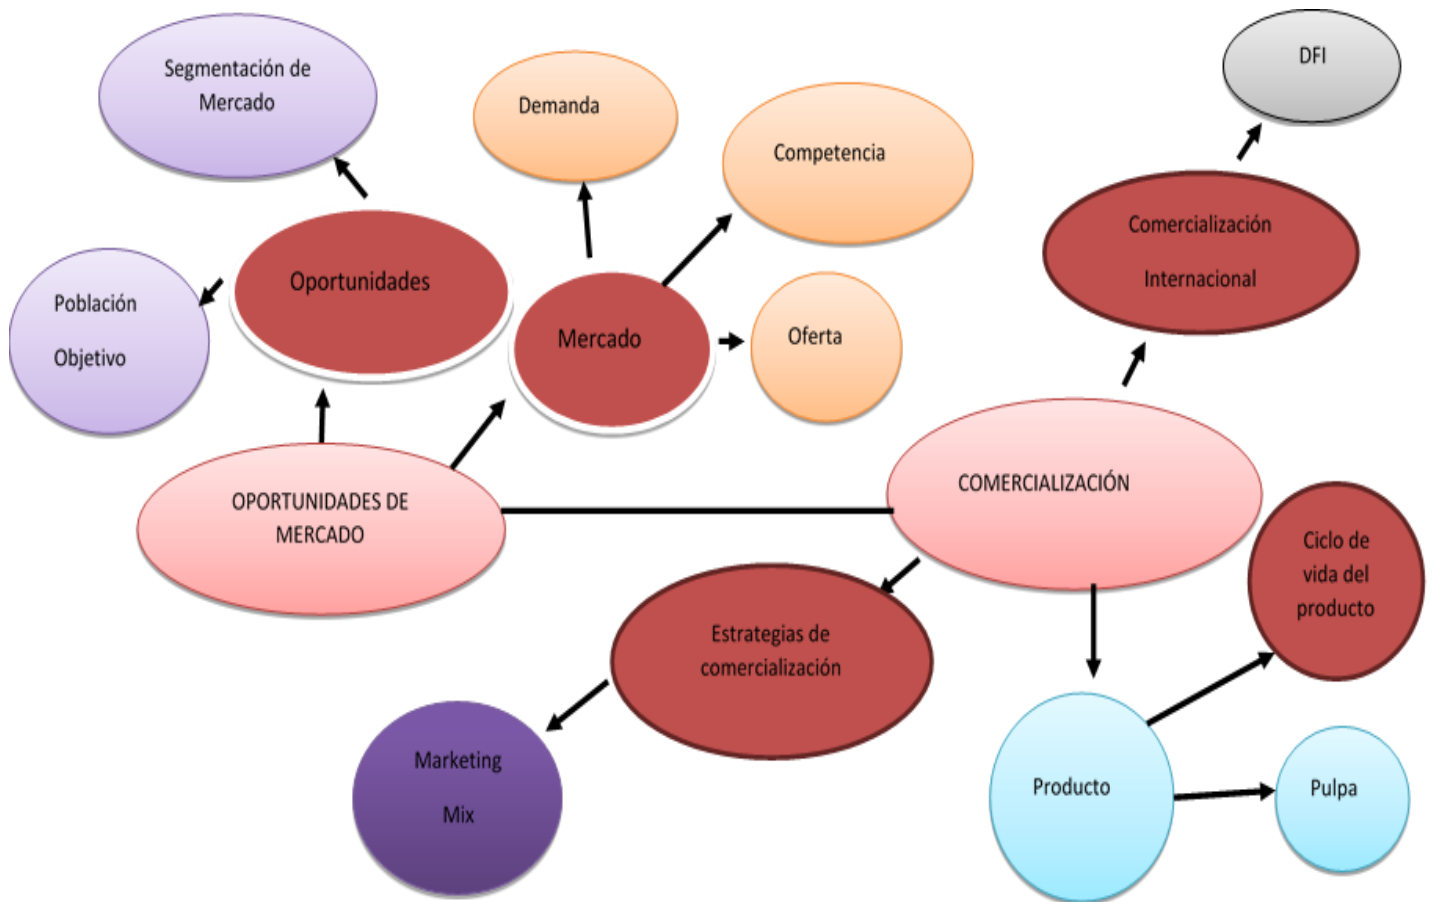 Segmentación de
Mercado
Demanda
Competencia
DFI
Oportunidades
Mercado
Oferta
Comercialización
Internacional
Población
Objetivo
OPORTUNIDADES DE
MERCADO
COMERCIALIZACIÓN
Ciclo de
vida del
producto
Estrategias de
comercialización
Marketing
Mix
Producto
Pulpa